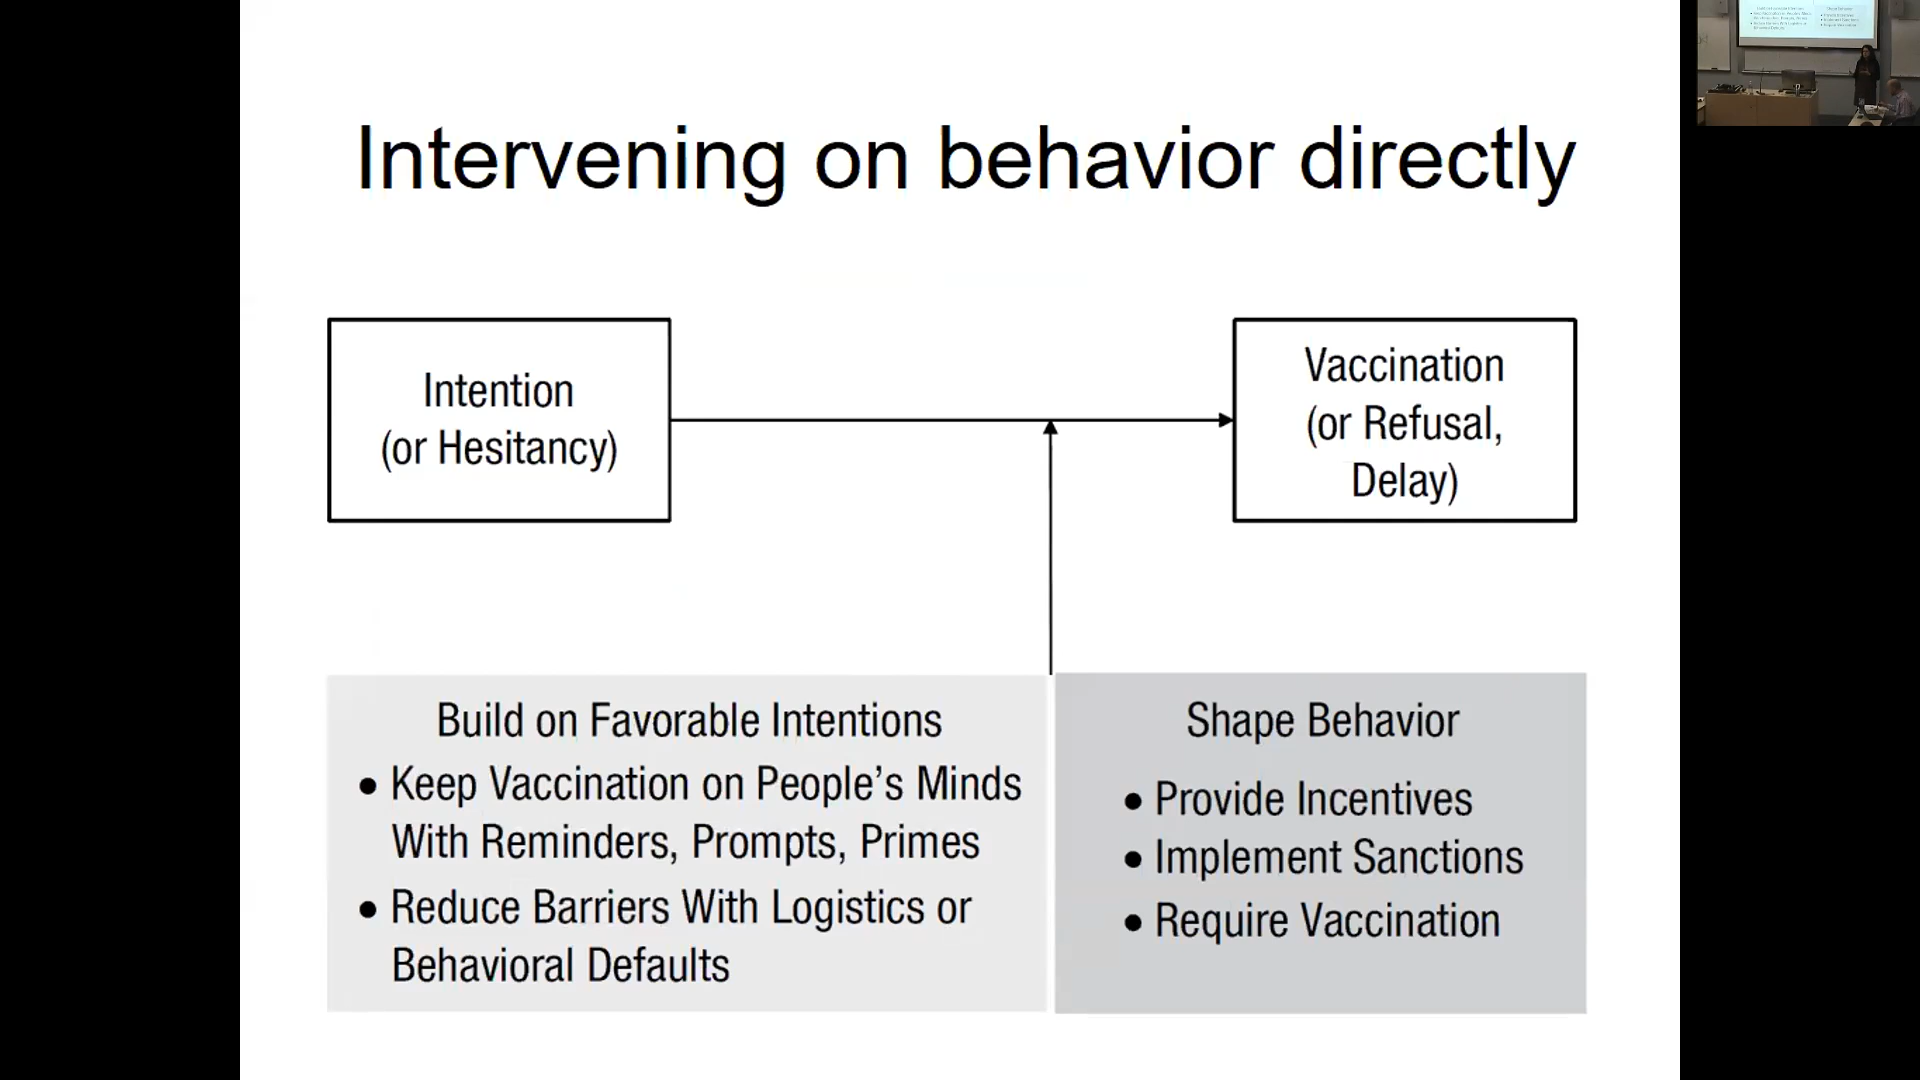 Intervening on behavior directly
Intention
(or Hesitancy)
Vaccination
(or Refusal,
Delay)
Build on Favorable Intentions
• Keep Vaccination on People’s Minds
With Reminders, Prompts, Primes
• Reduce Barriers With Logistics or
Behavioral Defaults
Shape Behavior
• Provide Incentives
• Implement Sanctions
• Require Vaccination